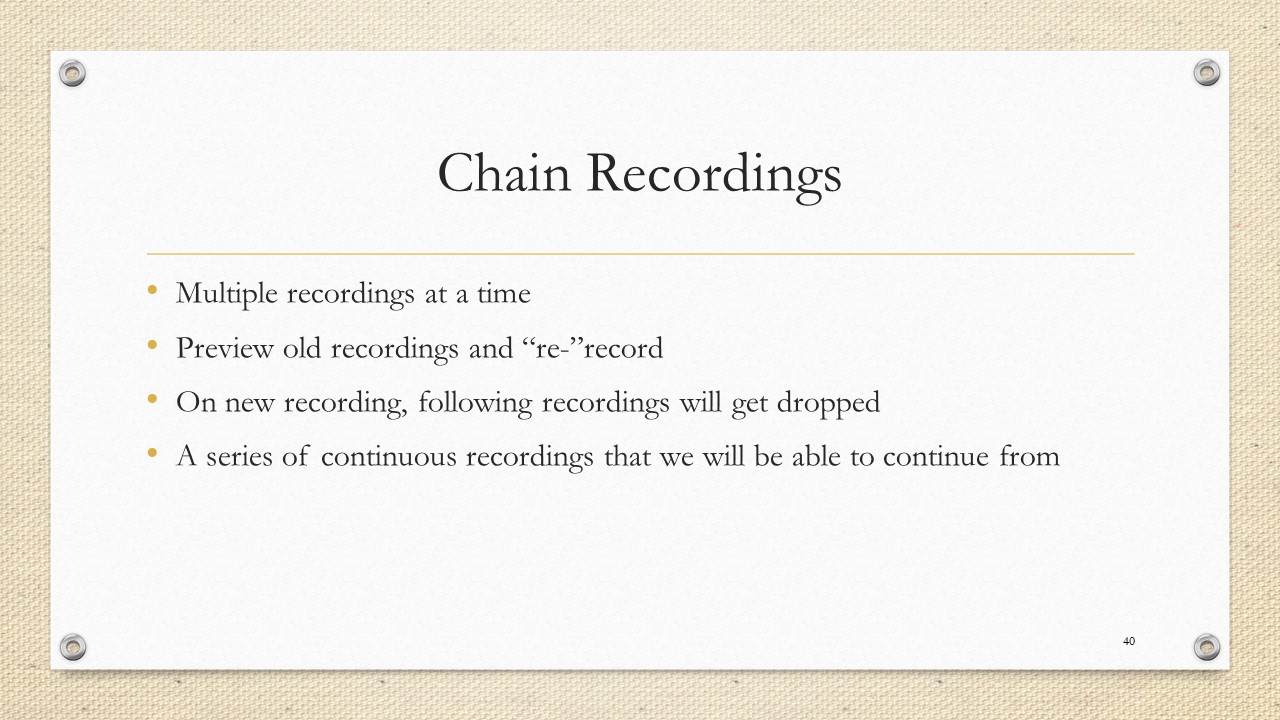 Chain Recordings
• Multiple recordings at a time
• Preview old recordings and “re-”record
• On new recording, following recordings will get dropped
• A series of continuous recordings that we will be able to continue from
40